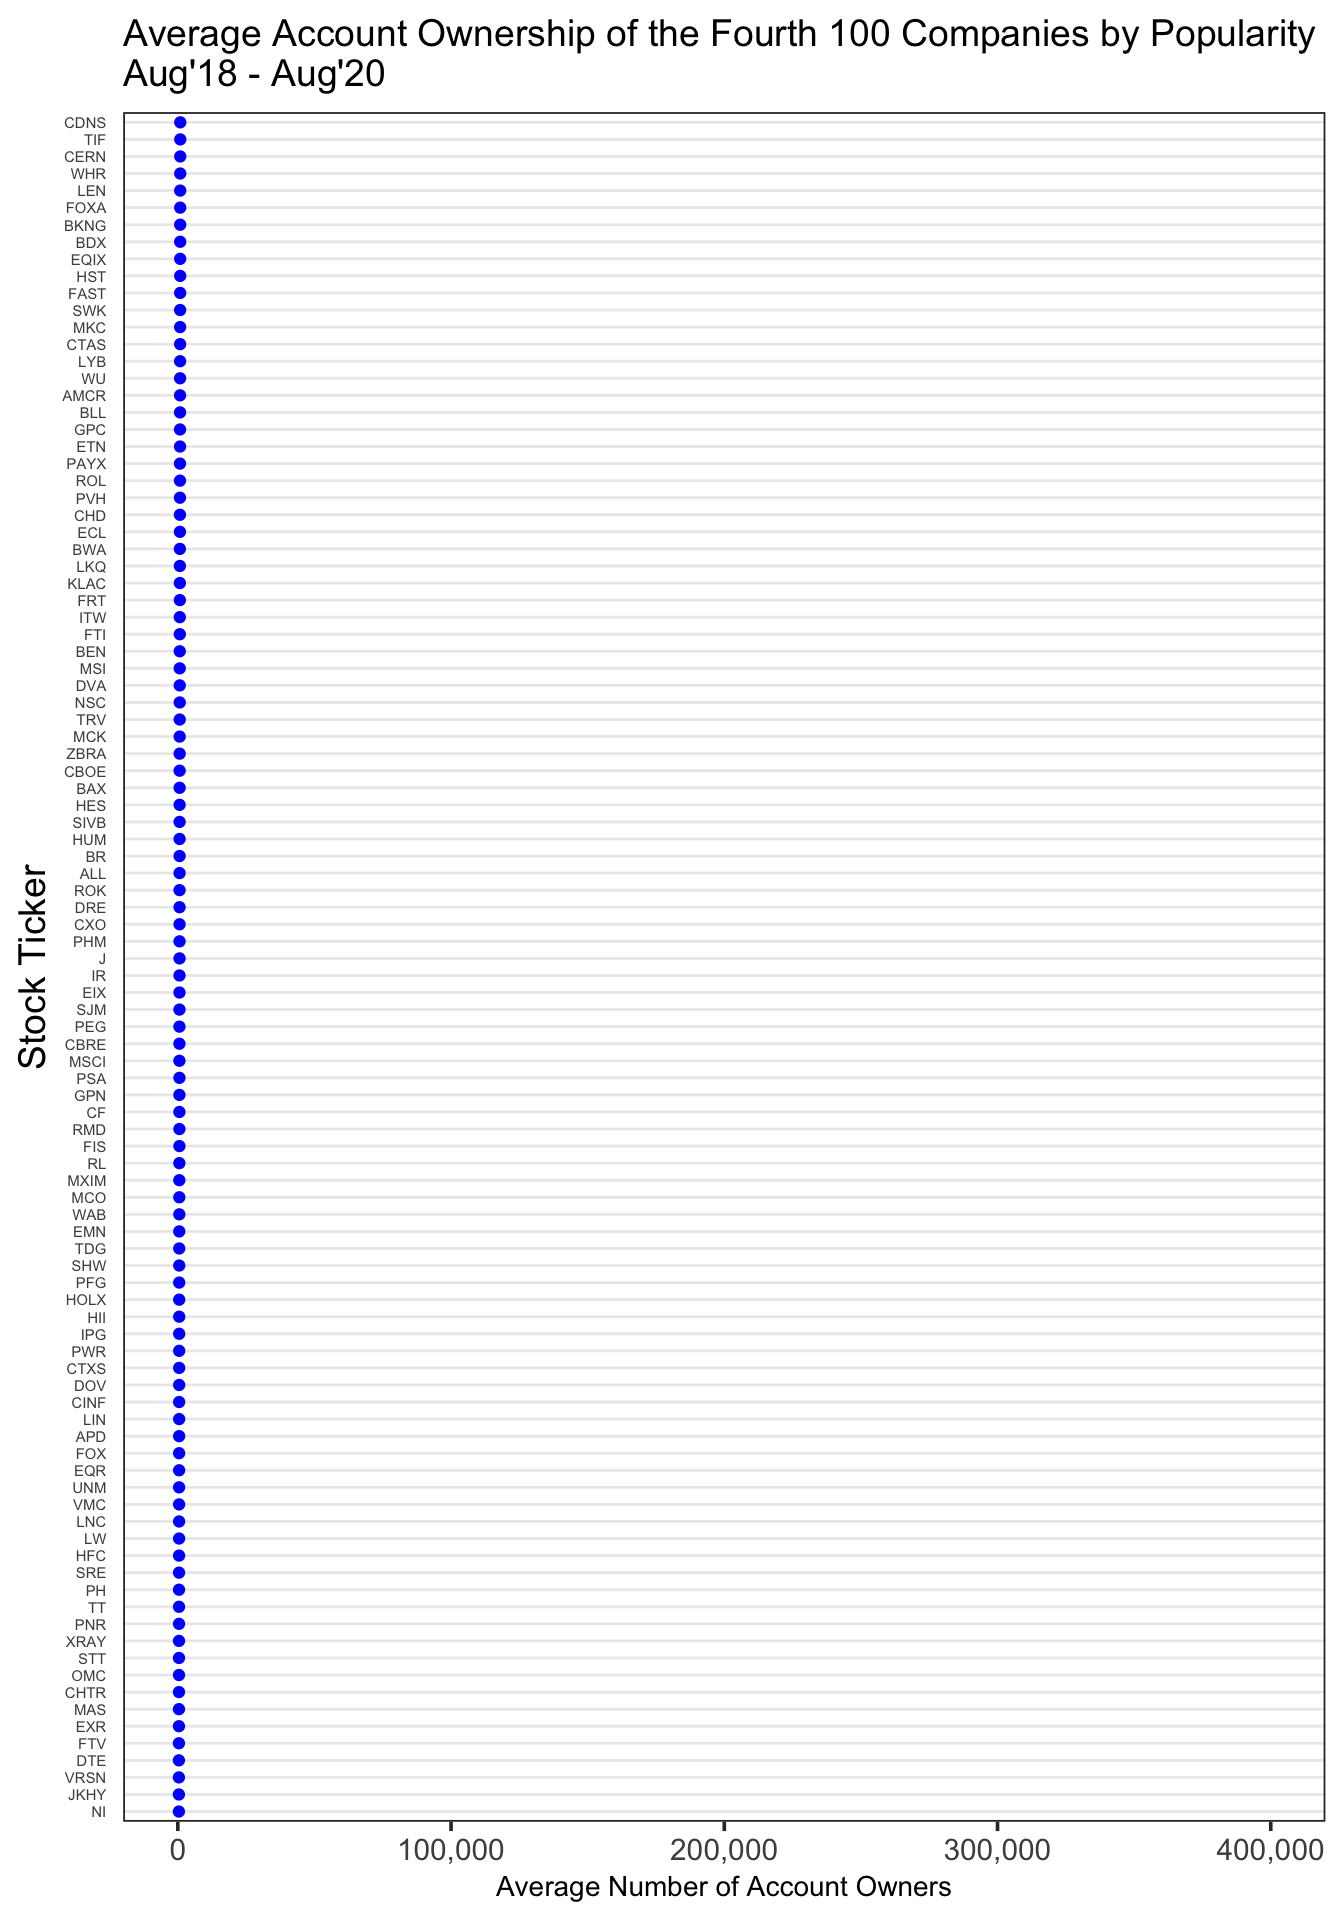 Average Account Ownership of the Fourth 100 Companies by Popularity
Aug'18 - Aug'20
CDNS
TIF
CERN
WHR
LEN
FOXA
BKNG
BDX
EQIX
HST
FAST
SWK
MKC
CTAS
LYB
WU
AMCR
BLL
GPC
ETN
PAYX
ROL
PVH
CHD
ECL
BWA
LKQ
KLAC
FRT
ITW
FTI
BEN
MSI
DVA
NSC
TRV
MCK
ZBRA
CBOE
BAX
HES
SIVB
HUM
BR
ALL
ROK
DRE
CXO
PHM
J
IR
EIX
SJM
PEG
CBRE
MSCI
PSA
GPN
CF
RMD
FIS
RL
MXIM
MCO
WAB
EMN
TDG
SHW
PFG
HOLX
HII
IPG
PWR
CTXS
DOV
CINF
LIN
APD
FOX
EQR
UNM
VMC
LNC
LW
HFC
SRE
PH
TT
PNR
XRAY
STT
OMC
CHTR
MAS
EXR
FTV
DTE
VRSN
JKHY
NI
Stock Ticker
0 100,000 200,000 300,000 400,000
Average Number of Account Owners